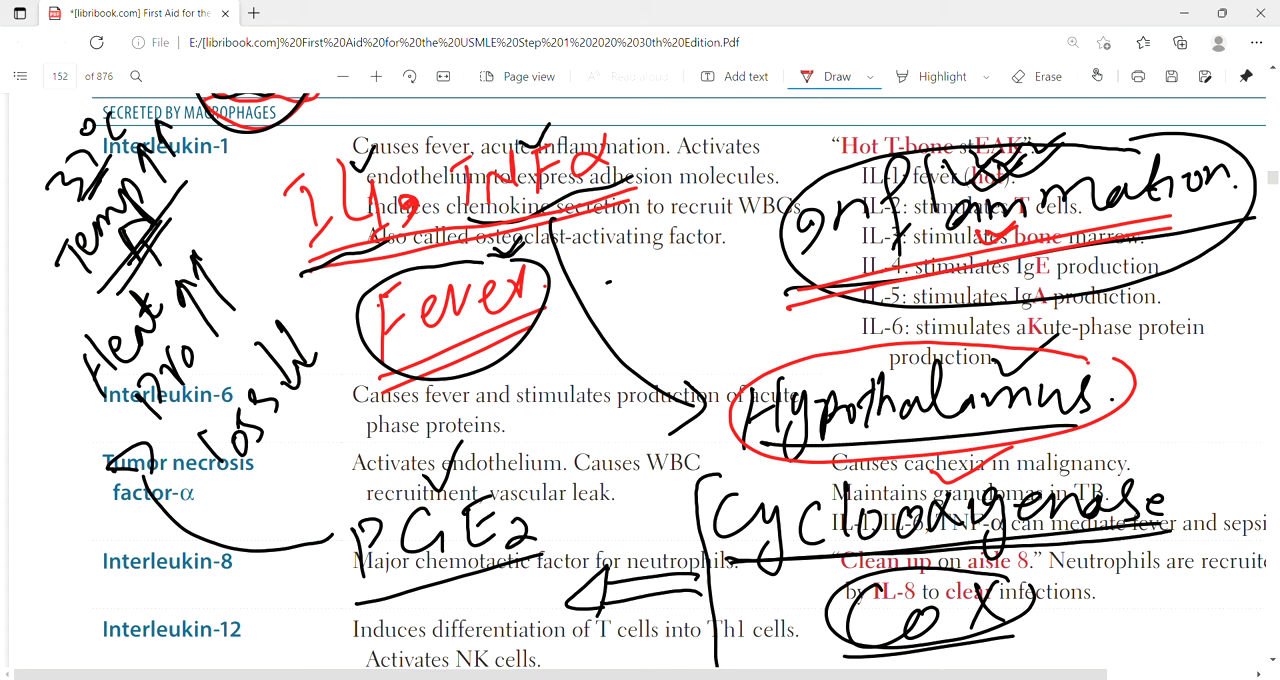 *[libribook.com] First Aid for the
File E:/[libribook.com]%20First%20Aid%20for%20the%20USMLE%20Step%201%202020%2030th%20Edition.Pdf
152 of 876 Page view Read aloud Add text Draw Highlight Erase
SECRETED BY MACROPHAGES
Interleukin-1 Causes fever, acute inflammation. Activates
endothelium to express adhesion molecules.
Induces chemokine secretion to recruit WBCs.
Also called osteoclast-activating factor.
"Hot T-bone stEAK"
IL-1: fever (hot).
IL-2: stimulates T cells.
IL-3: stimulates bone marrow.
IL-4: stimulates IgE production
IL-5: stimulates IgA production.
IL-6: stimulates aKute-phase protein
production.
Interleukin-6 Causes fever and stimulates production of acute
phase proteins.
Tumor necrosis
factor-α
Activates endothelium. Causes WBC
recruitment, vascular leak.
Causes cachexia in malignancy.
Maintains granulomas in TB.
IL-1, IL-6, TNF-α can mediate fever and sepsi
Interleukin-8 Major chemotactic factor for neutrophils.
"Clean up on aisle 8." Neutrophils are recruite
by IL-8 to clear infections.
Interleukin-12 Induces differentiation of T cells into Th1 cells.
Activates NK cells.
Fever.
Hypothalamus.
Cyclooxigenase
COX
PGE2
Temp
Heat
Pro
loss